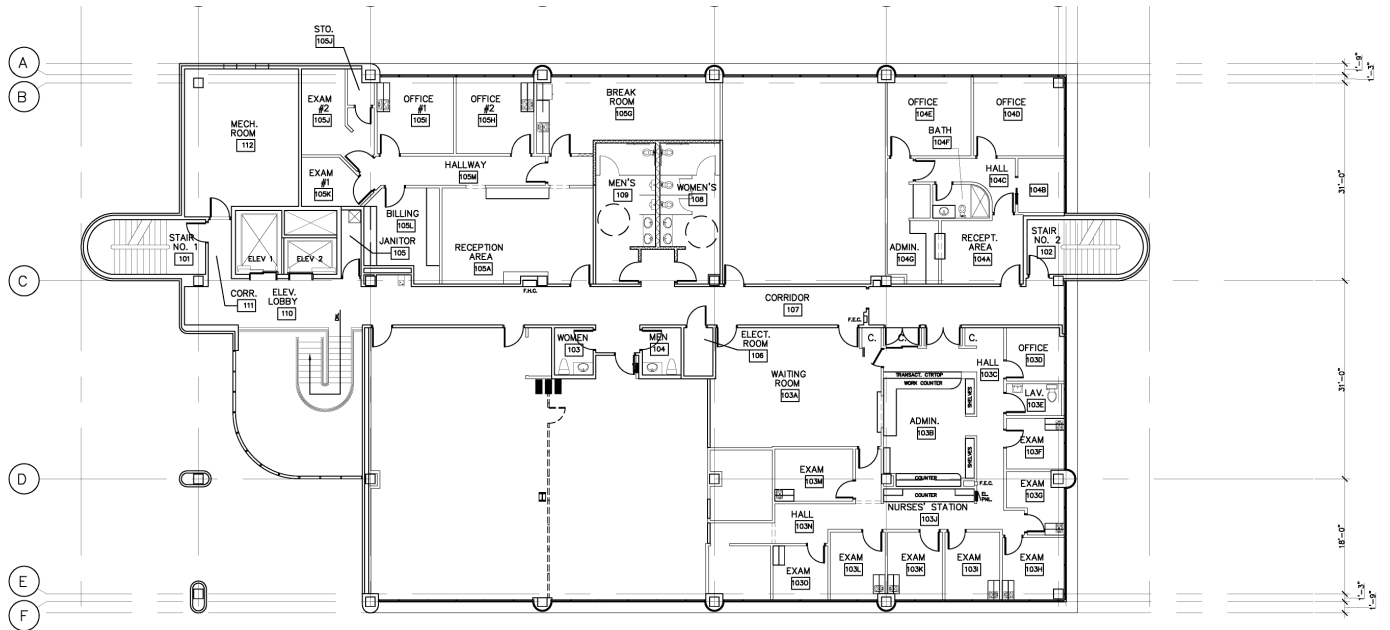 STO.
105J
A
B
1'-9"
1'-3"
EXAM
#2
105J
OFFICE
#1
105I
OFFICE
#2
105H
BREAK
ROOM
105G
OFFICE
104E
OFFICE
104D
BATH
104F
MECH.
ROOM
112
HALLWAY
105M
HALL
104C
104B
EXAM
#1
105K
MEN'S
109
WOMEN'S
108
31'-0"
BILLING
105L
JANITOR
105
STAIR
NO. 1
101
ELEV 1
ELEV 2
RECEPTION
AREA
105A
ADMIN.
104G
RECEPT.
AREA
104A
STAIR
NO. 2
102
C
F.H.C.
CORR.
111
ELEV.
LOBBY
110
DN.
CORRIDOR
107
F.E.C.
WOMEN
103
MEN
104
ELECT.
ROOM
106
C.
C.
C.
HALL
103C
OFFICE
103D
WAITING
ROOM
103A
TRANSACT. CTRTOP
WORK COUNTER
SHELVES
LAV.
103E
31'-0"
ADMIN.
103B
EXAM
103F
SHELVES
D
EXAM
103M
COUNTER
F.E.C.
EXAM
103G
COUNTER
EL.
PNL.
NURSES' STATION
103J
HALL
103N
18'-0"
EXAM
103O
EXAM
103L
EXAM
103K
EXAM
103I
EXAM
103H
E
F
1'-3"
1'-9"